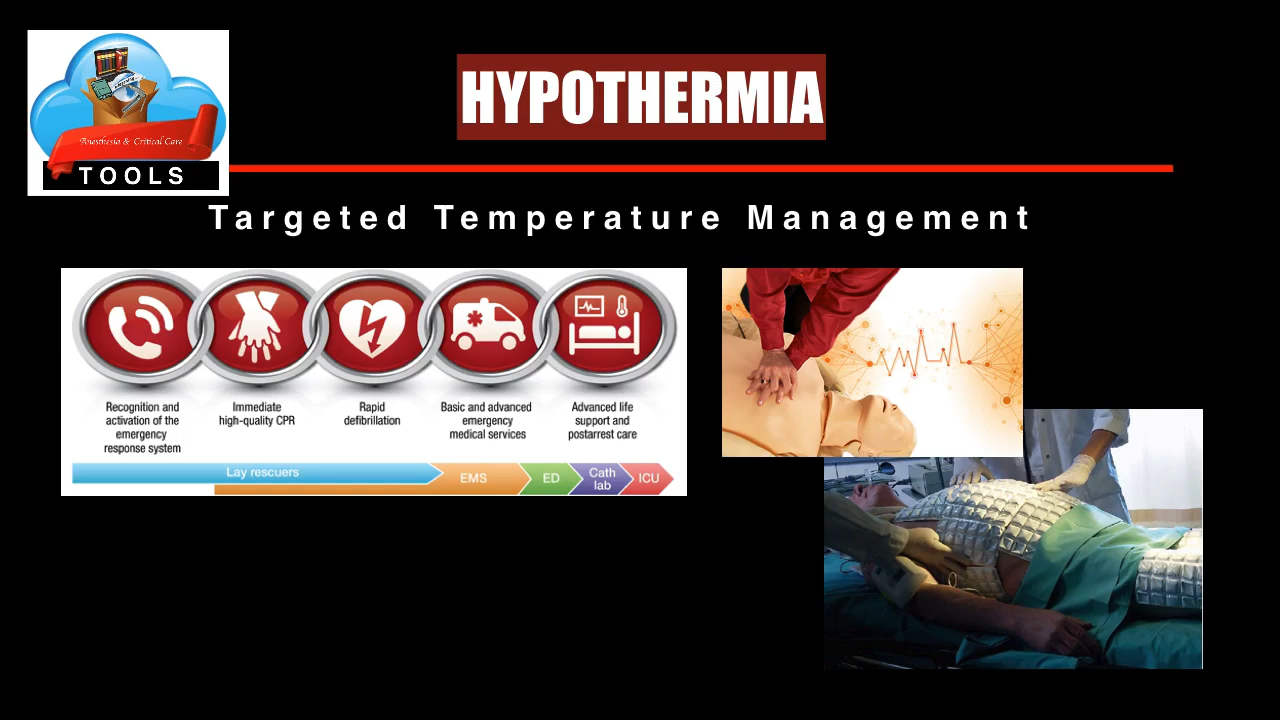 HYPOTHERMIA
Anesthesia & Critical Care
TOOLS
Targeted Temperature Management
Recognition and
activation of the
emergency
response system
Immediate
high-quality CPR
Rapid
defibrillation
Basic and advanced
emergency
medical services
Advanced life
support and
postarrest care
Lay rescuers
EMS
ED
Cath
lab
ICU